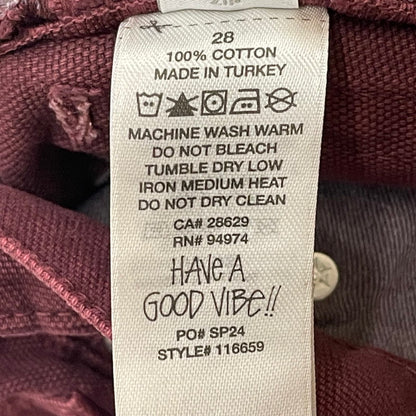 28
100% COTTON
MADE IN TURKEY
MACHINE WASH WARM
DO NOT BLEACH
TUMBLE DRY LOW
IRON MEDIUM HEAT
DO NOT DRY CLEAN
CA# 28629
RN# 94974
HAVE A
GOOD VIBE!!
PO# SP24
STYLE# 116659